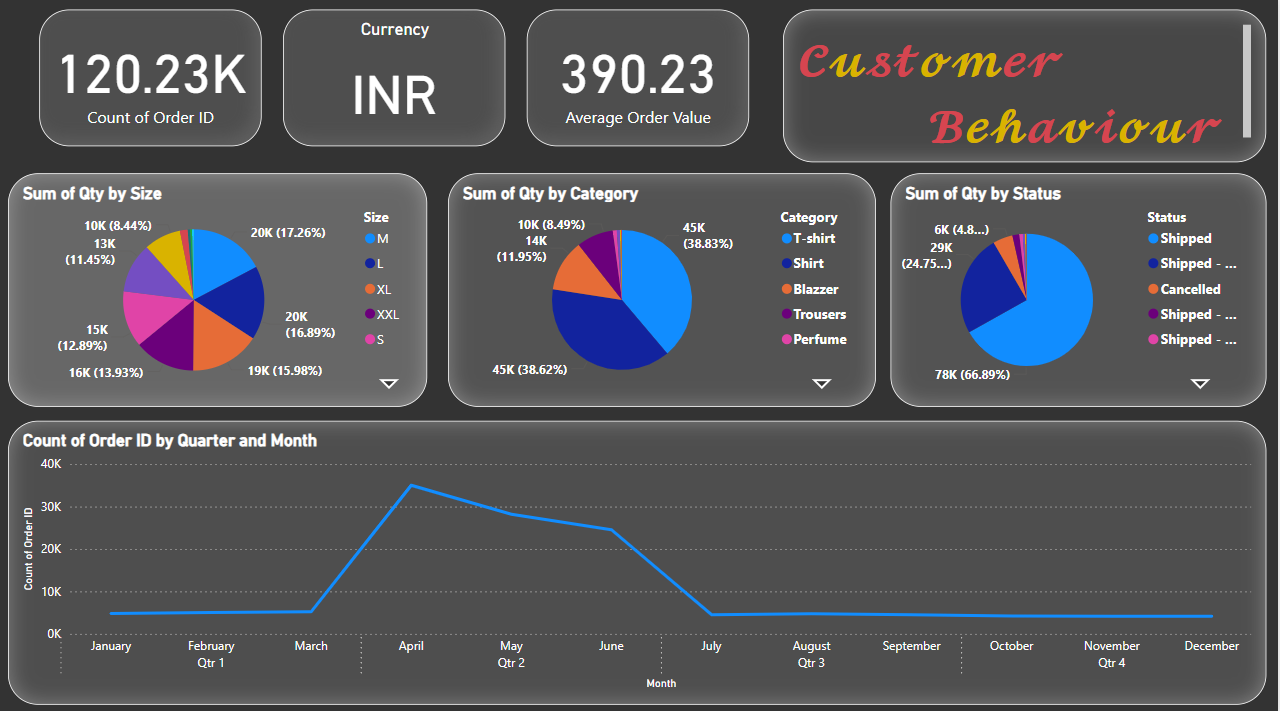 120.23K
Count of Order ID
Currency
INR
390.23
Average Order Value
Customer
Behaviour
Sum of Qty by Size
20K (17.26%)
20K
(16.89%)
19K (15.98%)
16K (13.93%)
15K
(12.89%)
13K
(11.45%)
10K (8.44%)
Size
M
L
XL
XXL
S
Sum of Qty by Category
45K
(38.83%)
45K (38.62%)
14K
(11.95%)
10K (8.49%)
Category
T-shirt
Shirt
Blazzer
Trousers
Perfume
Sum of Qty by Status
78K (66.89%)
29K
(24.75...)
6K (4.8...)
Status
Shipped
Shipped - ...
Cancelled
Shipped - ...
Shipped - ...
Count of Order ID by Quarter and Month
Count of Order ID
40K
30K
20K
10K
0K
January
February
March
April
May
June
July
August
September
October
November
December
Qtr 1
Qtr 2
Qtr 3
Qtr 4
Month